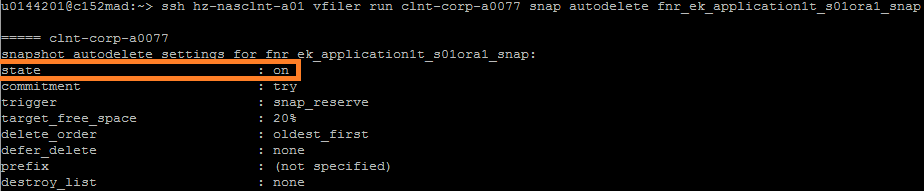 u0144201@c152mad:~> ssh hz-nasclnt-a01 vfiler run clnt-corp-a0077 snap autodelete fnr_ek_application1t_s01ora1_snap
===== clnt-corp-a0077
snapshot autodelete settings for fnr_ek_application1t_s01ora1_snap:
state : on
commitment : try
trigger : snap_reserve
target_free_space : 20%
delete_order : oldest_first
defer_delete : none
prefix : (not specified)
destroy_list : none